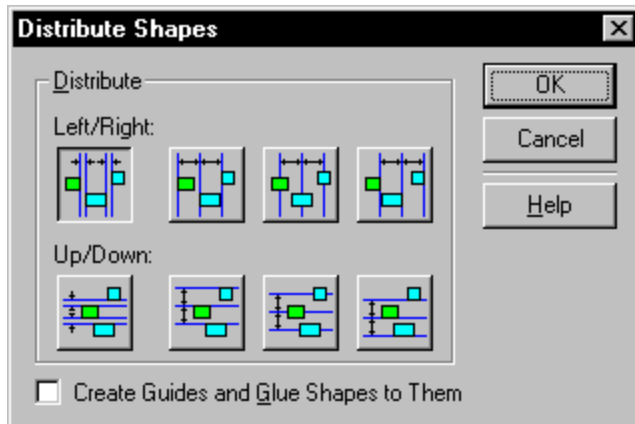 Distribute Shapes
Distribute
Left/Right:
Up/Down:
Create Guides and Glue Shapes to Them
OK
Cancel
Help